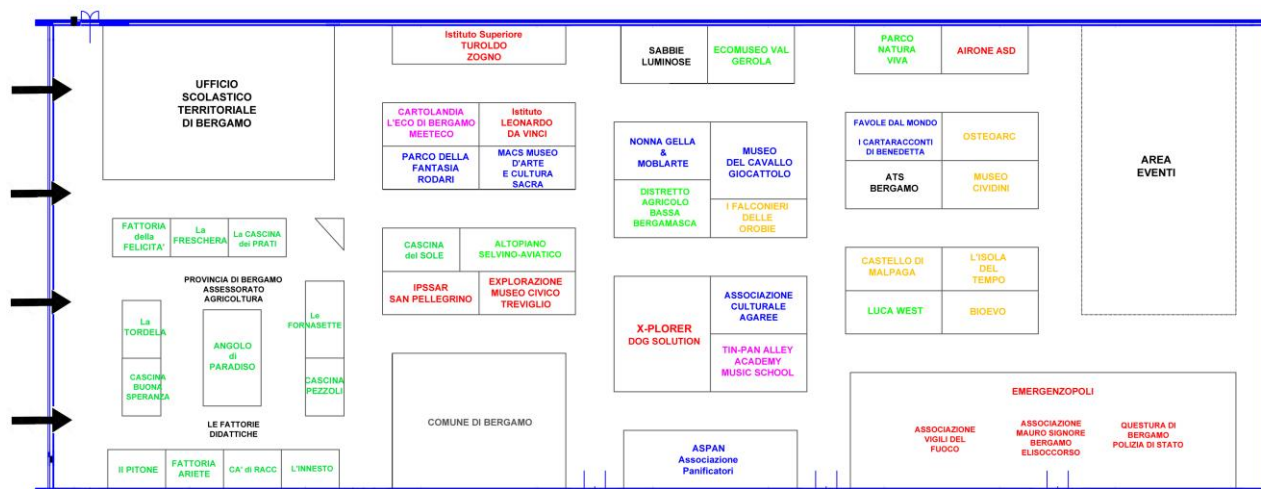 UFFICIO
SCOLASTICO
TERRITORIALE
DI BERGAMO
FATTORIA
della
FELICITA'
La
FRESCHERA
La CASCINA
dei PRATI
PROVINCIA DI BERGAMO
ASSESSORATO
AGRICOLTURA
La
TORDELA
CASCINA
BUONA
SPERANZA
ANGOLO
di
PARADISO
Le
FORNASETTE
CASCINA
PEZZOLI
LE FATTORIE
DIDATTICHE
Il PITONE
FATTORIA
ARIETE
CA' di RACC
L'INNESTO
Istituto Superiore
TUROLDO
ZOGNO
CARTOLANDIA
L'ECO DI BERGAMO
MEETECO
Istituto
LEONARDO
DA VINCI
PARCO DELLA
FANTASIA
RODARI
MACS MUSEO
D'ARTE
E CULTURA
SACRA
CASCINA
del SOLE
ALTOPIANO
SELVINO-AVIATICO
IPSSAR
SAN PELLEGRINO
EXPLORAZIONE
MUSEO CIVICO
TREVIGLIO
COMUNE DI BERGAMO
SABBIE
LUMINOSE
ECOMUSEO VAL
GEROLA
NONNA GELLA
&
MOBLARTE
MUSEO
DEL CAVALLO
GIOCATTOLO
DISTRETTO
AGRICOLO
BASSA
BERGAMASCA
I FALCONIERI
DELLE
OROBIE
X-PLORER
DOG SOLUTION
ASSOCIAZIONE
CULTURALE
AGAREE
TIN-PAN ALLEY
ACADEMY
MUSIC SCHOOL
ASPAN
Associazione
Panificatori
PARCO
NATURA
VIVA
AIRONE ASD
FAVOLE DAL MONDO
I CARTARACCONTI
DI BENEDETTA
OSTEOARC
ATS
BERGAMO
MUSEO
CIVIDINI
CASTELLO DI
MALPAGA
L'ISOLA
DEL
TEMPO
LUCA WEST
BIOEVO
AREA
EVENTI
EMERGENZOPOLI
ASSOCIAZIONE
VIGILI DEL
FUOCO
ASSOCIAZIONE
MAURO SIGNORE
BERGAMO
ELISOCCORSO
QUESTURA DI
BERGAMO
POLIZIA DI STATO